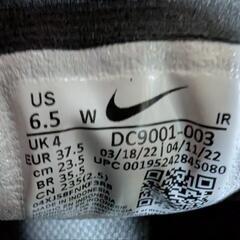 US
6.5 W
IR
UK 4
EUR 37.5
cm 23.5
BR 35.5
CN 235(2.5)
DC9001-003
03/18/22 04/11/22
UPC 00195242845080